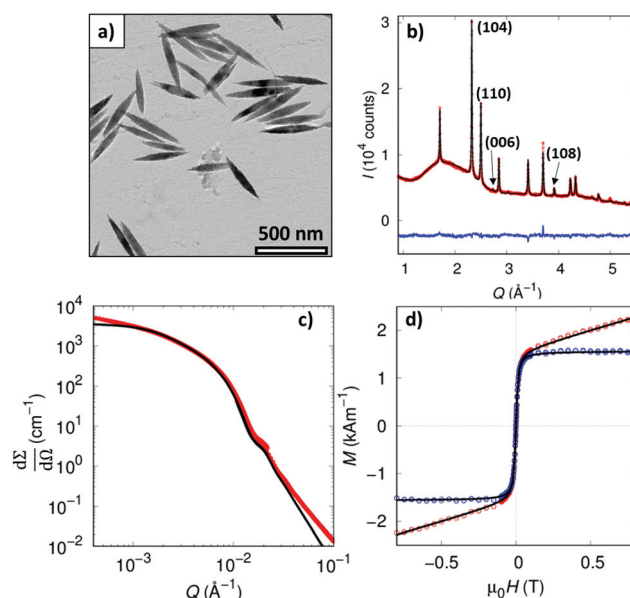 a)
500 nm
b)
(104)
(110)
(006)
(108)
I (10⁴ counts)
3
2
1
0
1 2 3 4 5
Q (Å⁻¹)
c)
dΣ/dΩ (cm⁻¹)
10⁴
10³
10²
10¹
10⁰
10⁻¹
10⁻²
10⁻³ 10⁻² 10⁻¹
Q (Å⁻¹)
d)
M (kAm⁻¹)
2
1
0
−1
−2
−0.5 0 0.5
μ₀H (T)